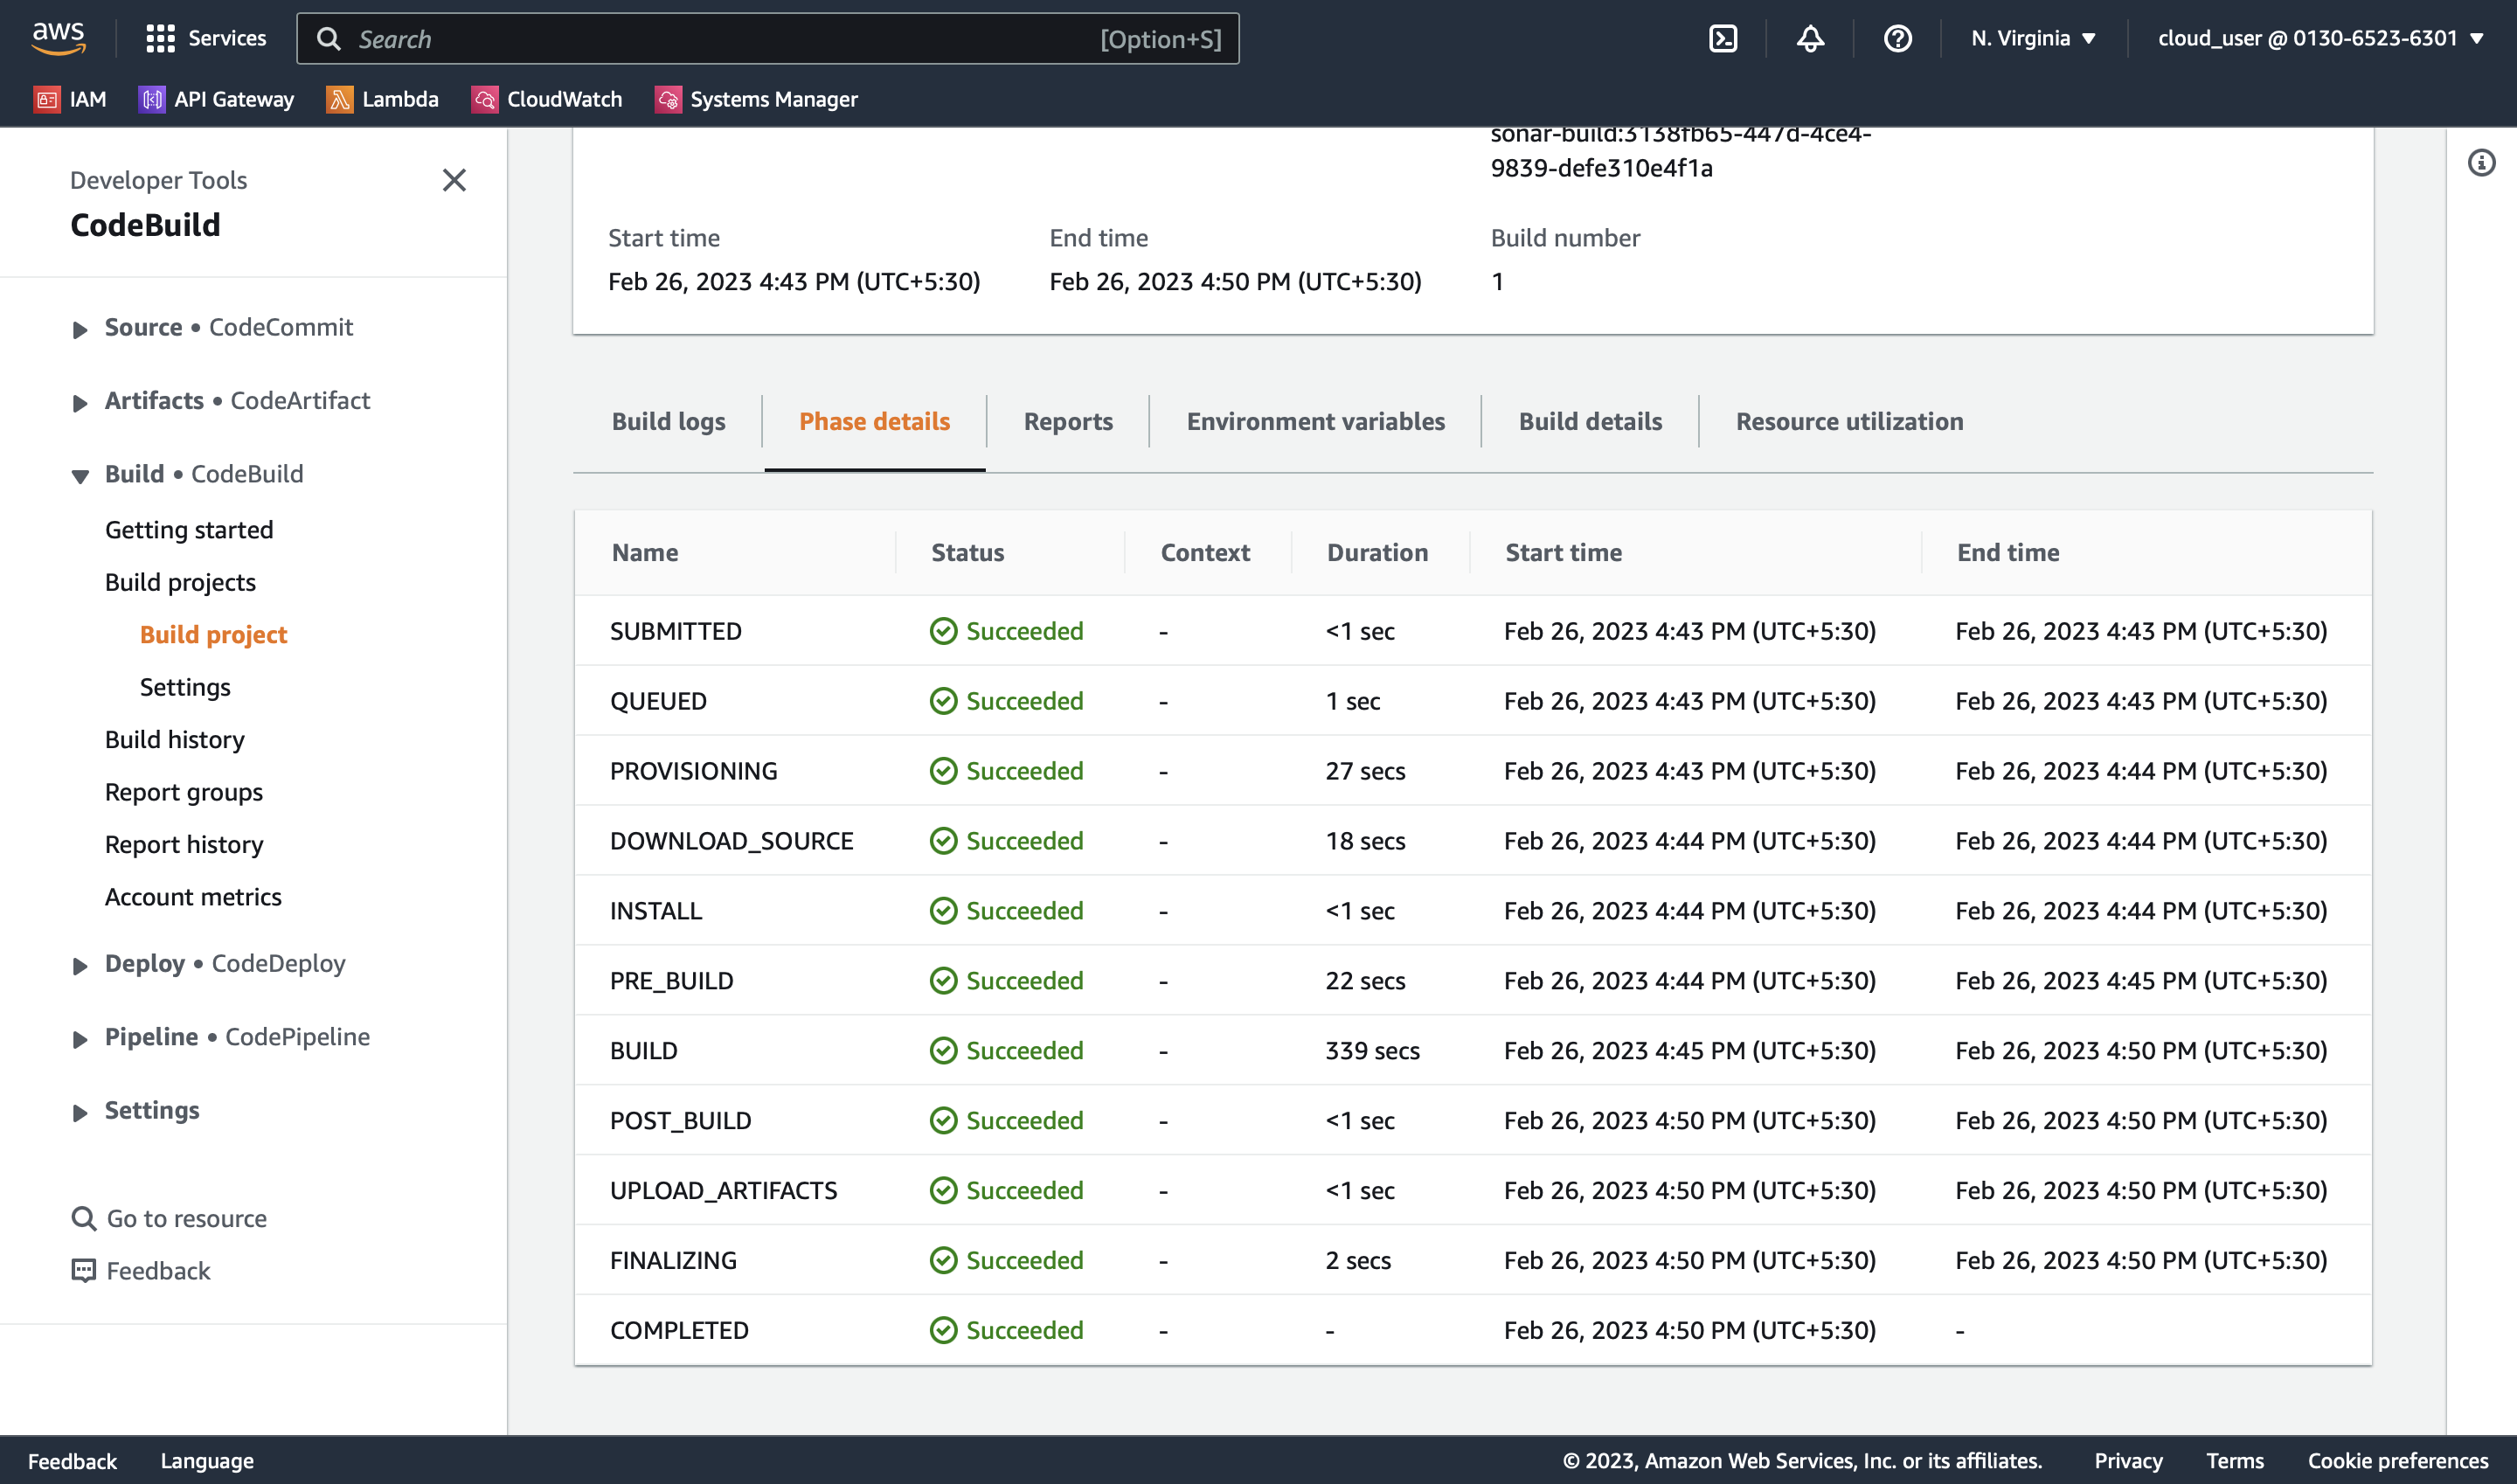 aws Services Search [Option+S] N. Virginia ▼ cloud_user @ 0130-6523-6301 ▼
IAM API Gateway Lambda CloudWatch Systems Manager
Developer Tools
CodeBuild
Source • CodeCommit
Artifacts • CodeArtifact
Build • CodeBuild
Getting started
Build projects
Build project
Settings
Build history
Report groups
Report history
Account metrics
Deploy • CodeDeploy
Pipeline • CodePipeline
Settings
Go to resource
Feedback
sonar-build:3138fb65-447d-4ce4-
9839-defe310e4f1a
Start time End time Build number
Feb 26, 2023 4:43 PM (UTC+5:30) Feb 26, 2023 4:50 PM (UTC+5:30) 1
Build logs Phase details Reports Environment variables Build details Resource utilization
Name Status Context Duration Start time End time
SUBMITTED Succeeded - <1 sec Feb 26, 2023 4:43 PM (UTC+5:30) Feb 26, 2023 4:43 PM (UTC+5:30)
QUEUED Succeeded - 1 sec Feb 26, 2023 4:43 PM (UTC+5:30) Feb 26, 2023 4:43 PM (UTC+5:30)
PROVISIONING Succeeded - 27 secs Feb 26, 2023 4:43 PM (UTC+5:30) Feb 26, 2023 4:44 PM (UTC+5:30)
DOWNLOAD_SOURCE Succeeded - 18 secs Feb 26, 2023 4:44 PM (UTC+5:30) Feb 26, 2023 4:44 PM (UTC+5:30)
INSTALL Succeeded - <1 sec Feb 26, 2023 4:44 PM (UTC+5:30) Feb 26, 2023 4:44 PM (UTC+5:30)
PRE_BUILD Succeeded - 22 secs Feb 26, 2023 4:44 PM (UTC+5:30) Feb 26, 2023 4:45 PM (UTC+5:30)
BUILD Succeeded - 339 secs Feb 26, 2023 4:45 PM (UTC+5:30) Feb 26, 2023 4:50 PM (UTC+5:30)
POST_BUILD Succeeded - <1 sec Feb 26, 2023 4:50 PM (UTC+5:30) Feb 26, 2023 4:50 PM (UTC+5:30)
UPLOAD_ARTIFACTS Succeeded - <1 sec Feb 26, 2023 4:50 PM (UTC+5:30) Feb 26, 2023 4:50 PM (UTC+5:30)
FINALIZING Succeeded - 2 secs Feb 26, 2023 4:50 PM (UTC+5:30) Feb 26, 2023 4:50 PM (UTC+5:30)
COMPLETED Succeeded - - Feb 26, 2023 4:50 PM (UTC+5:30) -
Feedback Language © 2023, Amazon Web Services, Inc. or its affiliates. Privacy Terms Cookie preferences